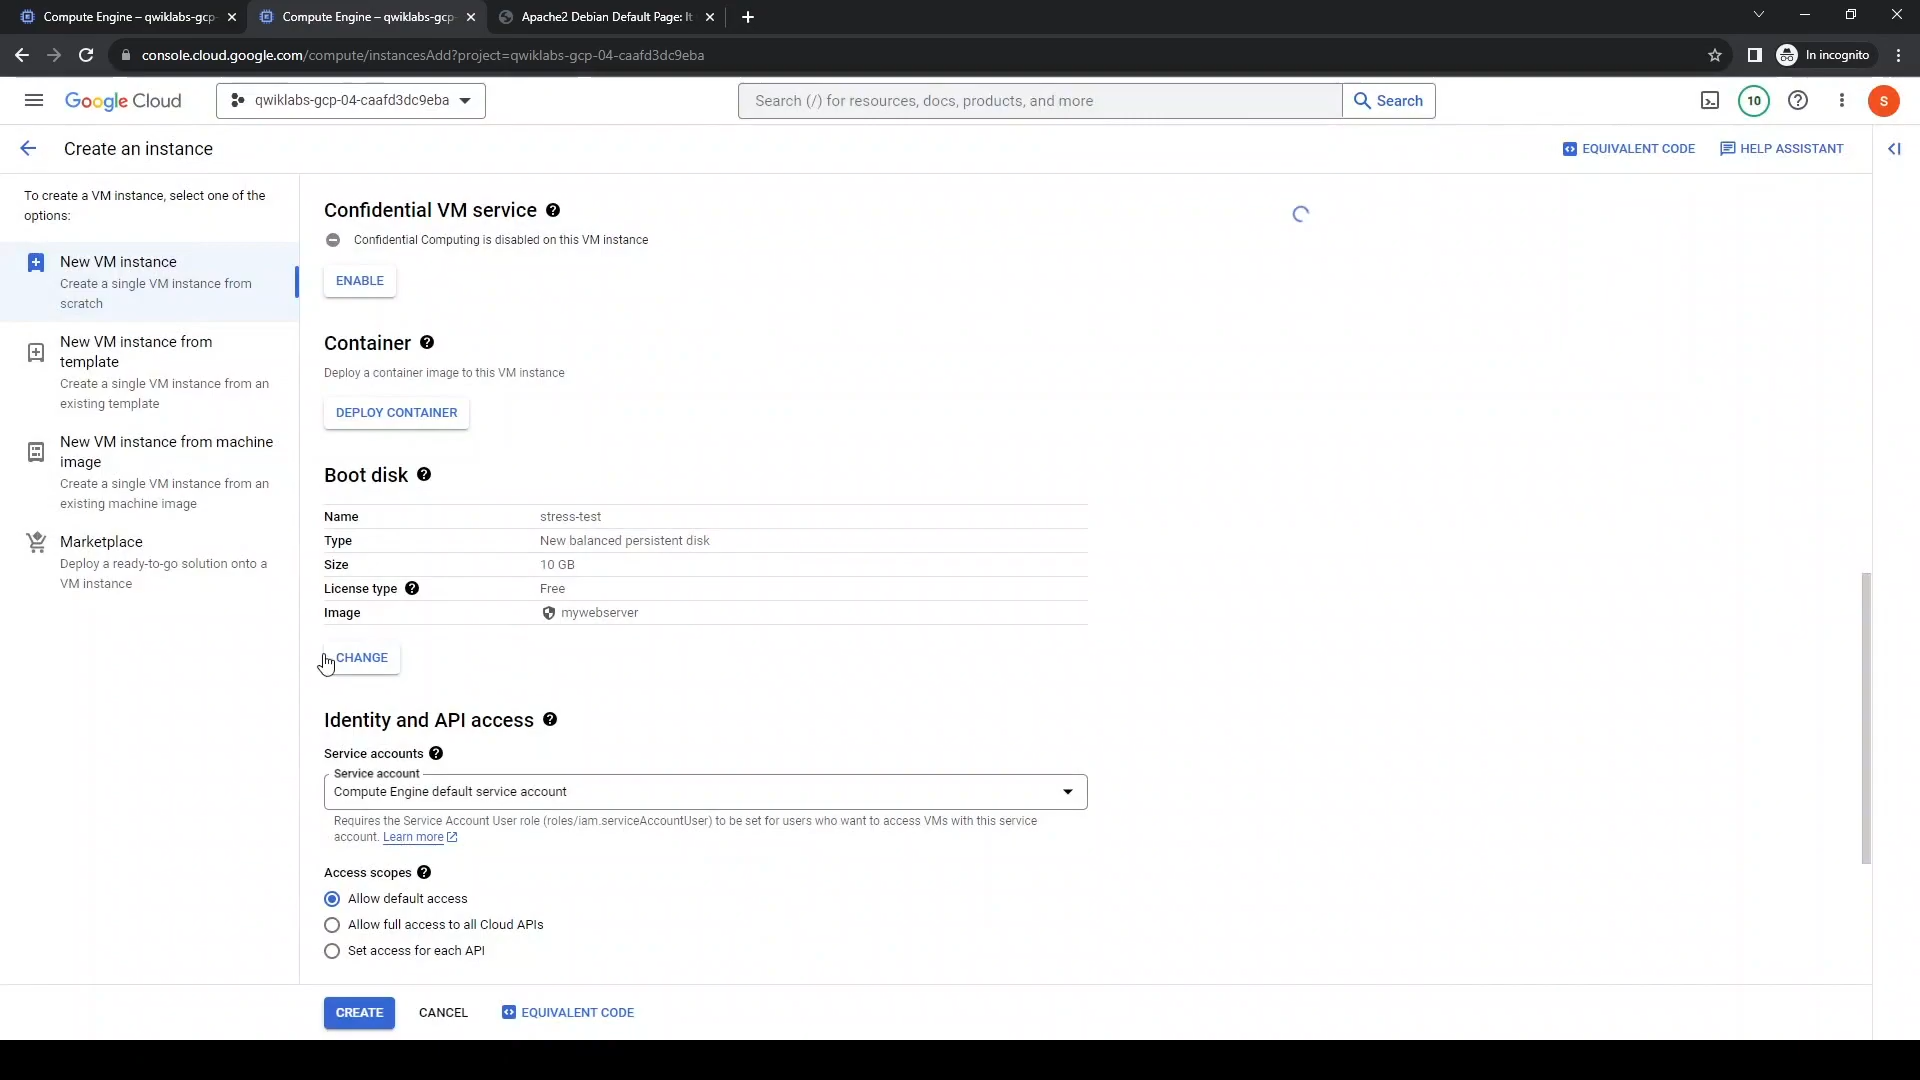 Compute Engine – qwiklabs-gcp-
Compute Engine – qwiklabs-gcp-
Apache2 Debian Default Page: It
console.cloud.google.com/compute/instancesAdd?project=qwiklabs-gcp-04-caafd3dc9eba
In incognito
Google Cloud
qwiklabs-gcp-04-caafd3dc9eba
Search (/) for resources, docs, products, and more
Search
10
S
Create an instance
EQUIVALENT CODE
HELP ASSISTANT
To create a VM instance, select one of the
options:
New VM instance
Create a single VM instance from
scratch
New VM instance from
template
Create a single VM instance from an
existing template
New VM instance from machine
image
Create a single VM instance from an
existing machine image
Marketplace
Deploy a ready-to-go solution onto a
VM instance
Confidential VM service
Confidential Computing is disabled on this VM instance
ENABLE
Container
Deploy a container image to this VM instance
DEPLOY CONTAINER
Boot disk
Name stress-test
Type New balanced persistent disk
Size 10 GB
License type Free
Image mywebserver
CHANGE
Identity and API access
Service accounts
Service account
Compute Engine default service account
Requires the Service Account User role (roles/iam.serviceAccountUser) to be set for users who want to access VMs with this service
account. Learn more
Access scopes
Allow default access
Allow full access to all Cloud APIs
Set access for each API
CREATE
CANCEL
EQUIVALENT CODE